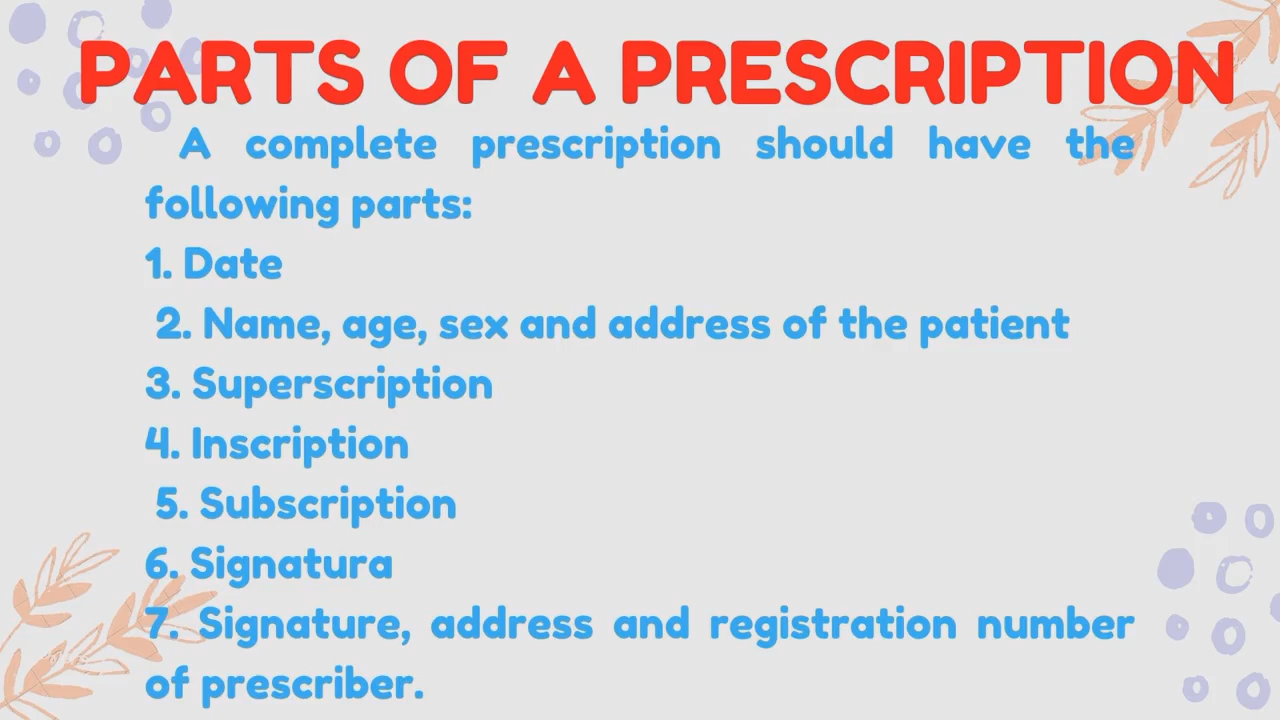 PARTS OF A PRESCRIPTION
A complete prescription should have the
following parts:
1. Date
2. Name, age, sex and address of the patient
3. Superscription
4. Inscription
5. Subscription
6. Signatura
7. Signature, address and registration number
of prescriber.